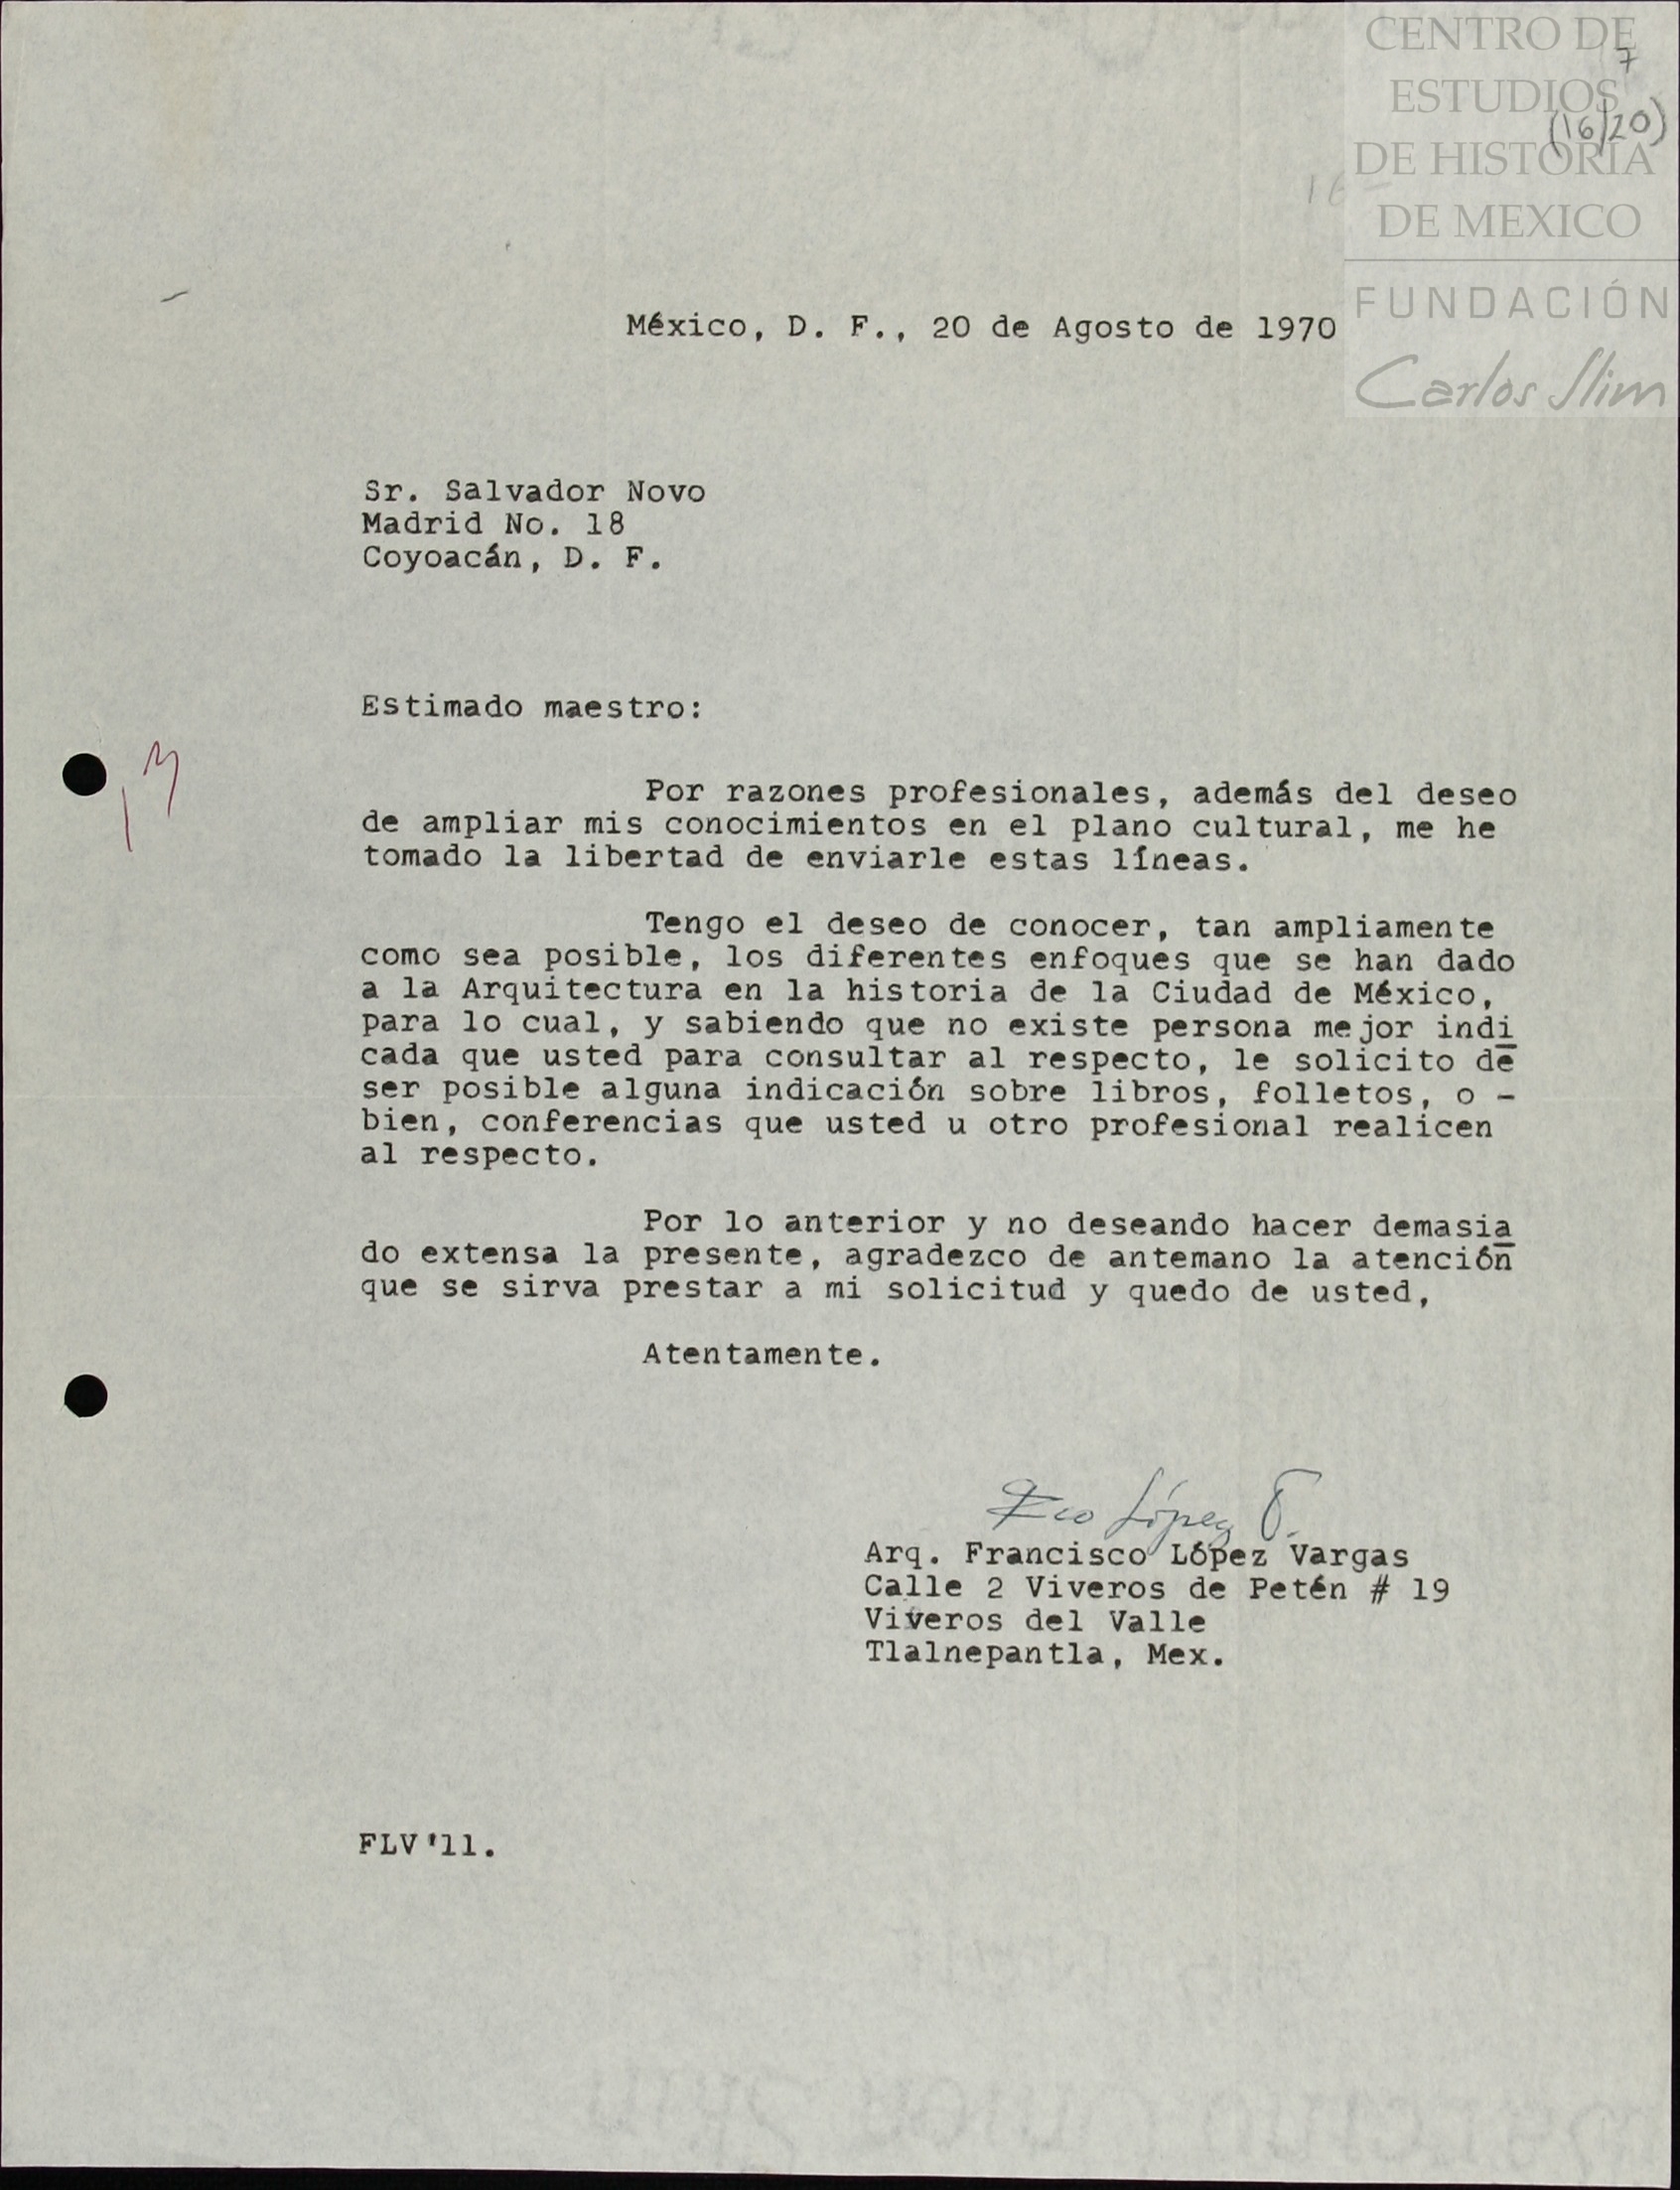 CENTRO DE
ESTUDIOS
DE HISTORIA
DE MEXICO
FUNDACIÓN
Carlos Slim
7
(16/20)
16
México, D. F., 20 de Agosto de 1970
Sr. Salvador Novo
Madrid No. 18
Coyoacán, D. F.
Estimado maestro:
Por razones profesionales, además del deseo
de ampliar mis conocimientos en el plano cultural, me he
tomado la libertad de enviarle estas líneas.
Tengo el deseo de conocer, tan ampliamente
como sea posible, los diferentes enfoques que se han dado
a la Arquitectura en la historia de la Ciudad de México,
para lo cual, y sabiendo que no existe persona mejor indi
cada que usted para consultar al respecto, le solicito de
ser posible alguna indicación sobre libros, folletos, o -
bien, conferencias que usted u otro profesional realicen
al respecto.
Por lo anterior y no deseando hacer demasia
do extensa la presente, agradezco de antemano la atención
que se sirva prestar a mi solicitud y quedo de usted,
Atentamente.
Fco López V.
Arq. Francisco López Vargas
Calle 2 Viveros de Petén # 19
Viveros del Valle
Tlalnepantla, Mex.
FLV'11.